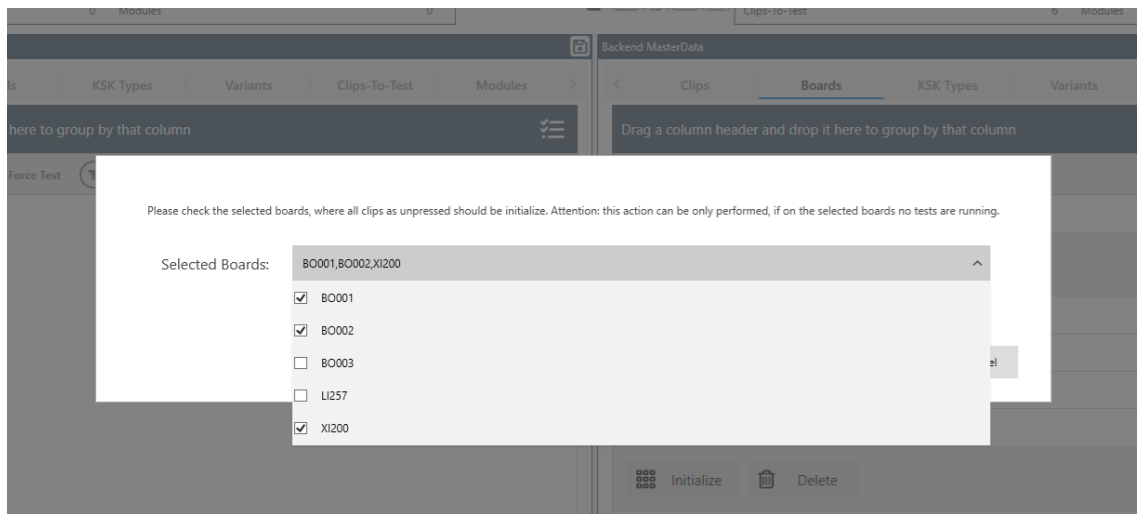 0 Modules 0
Clips-To-Test 6 Modules
Backend MasterData
KSK Types Variants Clips-To-Test Modules
Clips Boards KSK Types Variants
here to group by that column
Drag a column header and drop it here to group by that column
Force Test
Please check the selected boards, where all clips as unpressed should be initialize. Attention: this action can be only performed, if on the selected boards no tests are running.
Selected Boards: BO001,BO002,XI200
BO001
BO002
BO003
LI257
XI200
Initialize Delete